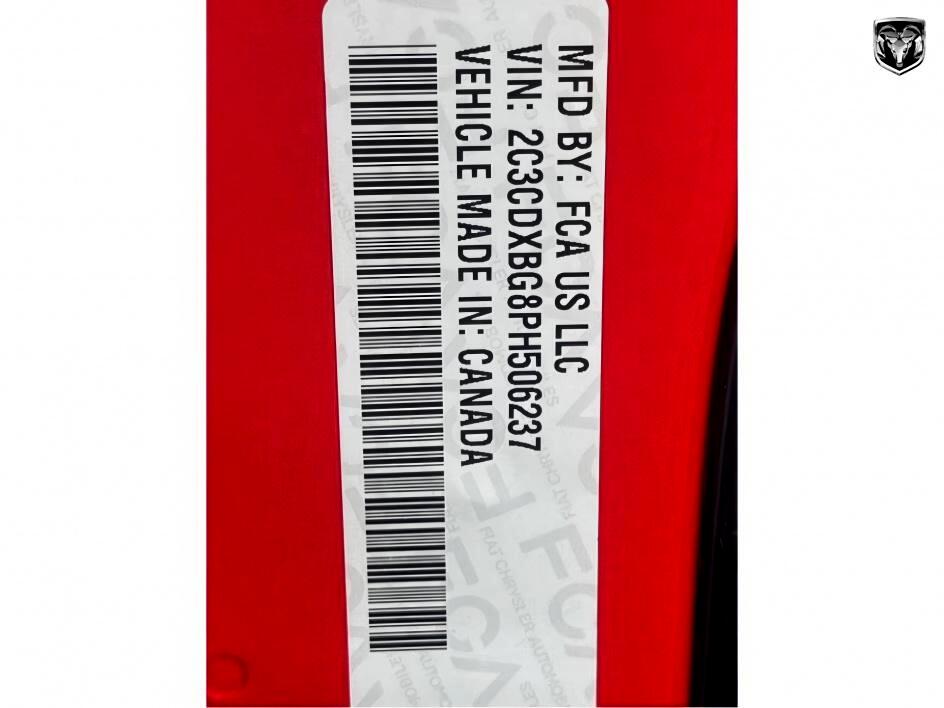 MFD BY: FCA US LLC
VIN: 2C3CDXBG8PH506237
VEHICLE MADE IN: CANADA